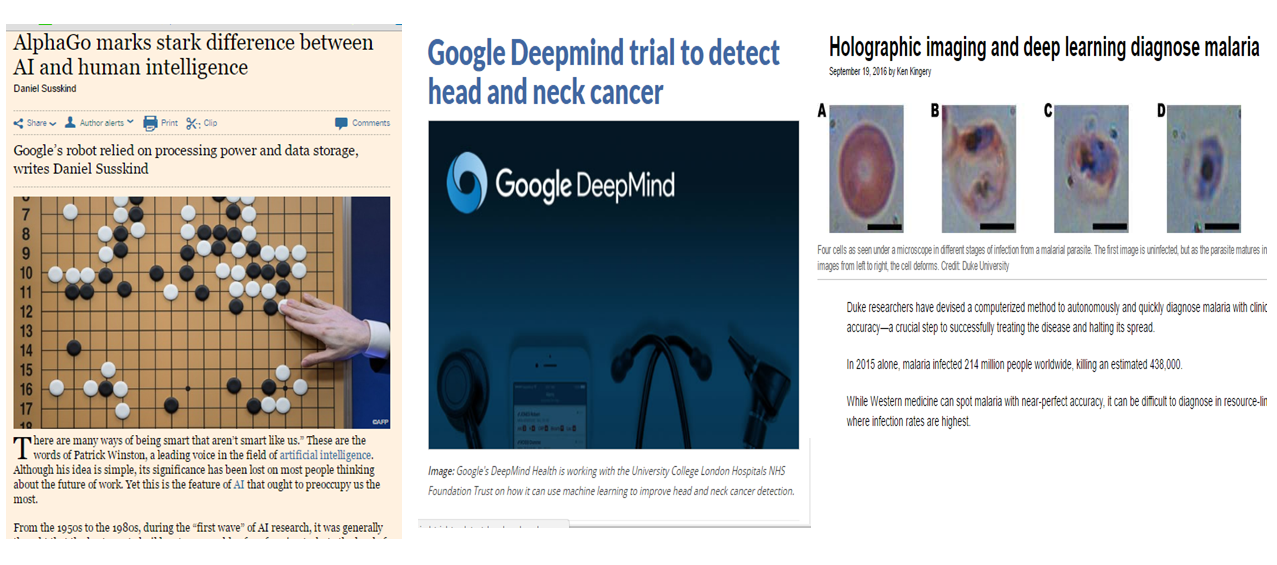 AlphaGo marks stark difference between
AI and human intelligence
Daniel Susskind
Share
Author alerts
Print
Clip
Comments
Google's robot relied on processing power and data storage,
writes Daniel Susskind
6
7
8
9
10
11
12
13
14
15
16
17
©AFP
There are many ways of being smart that aren't smart like us." These are the
words of Patrick Winston, a leading voice in the field of artificial intelligence.
Although his idea is simple, its significance has been lost on most people thinking
about the future of work. Yet this is the feature of AI that ought to preoccupy us the
most.
From the 1950s to the 1980s, during the "first wave" of AI research, it was generally
Google Deepmind trial to detect
head and neck cancer
Google DeepMind
Image: Google's DeepMind Health is working with the University College London Hospitals NHS
Foundation Trust on how it can use machine learning to improve head and neck cancer detection.
Holographic imaging and deep learning diagnose malaria
September 19, 2016 by Ken Kingery
A B C D
Four cells as seen under a microscope in different stages of infection from a malarial parasite. The first image is uninfected, but as the parasite matures in
images from left to right, the cell deforms. Credit: Duke University
Duke researchers have devised a computerized method to autonomously and quickly diagnose malaria with clinic
accuracy—a crucial step to successfully treating the disease and halting its spread.
In 2015 alone, malaria infected 214 million people worldwide, killing an estimated 438,000.
While Western medicine can spot malaria with near-perfect accuracy, it can be difficult to diagnose in resource-lim
where infection rates are highest.